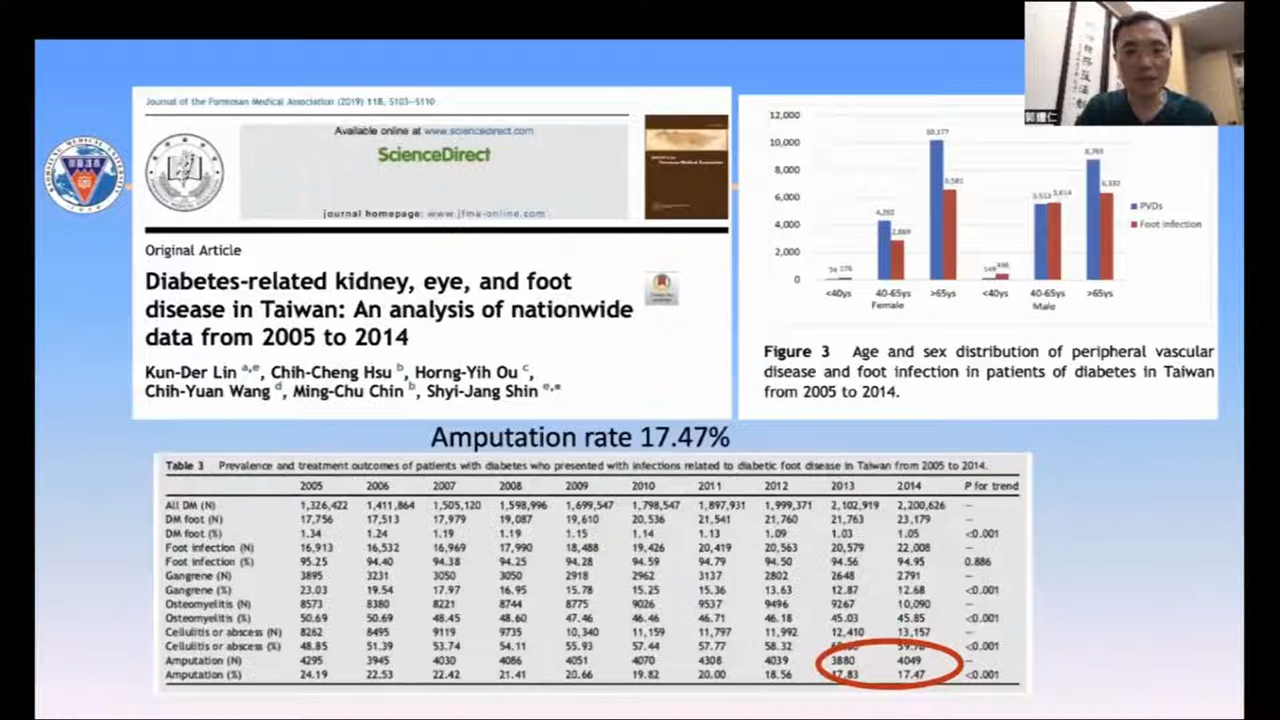 Journal of the Formosan Medical Association (2019) 118, S103–S110
Available online at www.sciencedirect.com
ScienceDirect
journal homepage: www.jfma-online.com
Original Article
Diabetes-related kidney, eye, and foot
disease in Taiwan: An analysis of nationwide
data from 2005 to 2014
Kun-Der Lin a,e, Chih-Cheng Hsu b, Horng-Yih Ou c,
Chih-Yuan Wang d, Ming-Chu Chin b, Shyi-Jang Shin e,*
12,000
10,000
8,000
6,000
4,000
2,000
0
10,177
<40ys 40-65ys >65ys <40ys 40-65ys >65ys
Female Male
PVDs
Foot infection
Figure 3 Age and sex distribution of peripheral vascular
disease and foot infection in patients of diabetes in Taiwan
from 2005 to 2014.
Amputation rate 17.47%
Table 3 Prevalence and treatment outcomes of patients with diabetes who presented with infections related to diabetic foot disease in Taiwan from 2005 to 2014.
2005 2006 2007 2008 2009 2010 2011 2012 2013 2014 P for trend
All DM (N) 1,326,422 1,411,864 1,505,120 1,598,996 1,699,547 1,798,547 1,897,931 1,999,371 2,102,919 2,200,626 –
DM foot (N) 17,756 17,513 17,979 19,087 19,610 20,536 21,541 21,760 21,763 23,179 –
DM foot (%) 1.34 1.24 1.19 1.19 1.15 1.14 1.13 1.09 1.03 1.05 <0.001
Foot infection (N) 16,913 16,532 16,969 17,990 18,488 19,426 20,419 20,563 20,579 22,008 –
Foot infection (%) 95.25 94.40 94.38 94.25 94.28 94.59 94.79 94.50 94.56 94.95 0.886
Gangrene (N) 3895 3231 3050 3050 2918 2962 3137 2802 2648 2791 –
Gangrene (%) 23.03 19.54 17.97 16.95 15.78 15.25 15.36 13.63 12.87 12.68 <0.001
Osteomyelitis (N) 8573 8380 8221 8744 8775 9026 9537 9496 9267 10,090 –
Osteomyelitis (%) 50.69 50.69 48.45 48.60 47.46 46.46 46.71 46.18 45.03 45.85 <0.001
Cellulitis or abscess (N) 8262 8495 9119 9735 10,340 11,159 11,797 11,992 12,410 13,157 –
Cellulitis or abscess (%) 48.85 51.39 53.74 54.11 55.93 57.44 57.77 58.32 <0.001
Amputation (N) 4295 3945 4030 4086 4051 4070 4308 4039 3880 4049 –
Amputation (%) 24.19 22.53 22.42 21.41 20.66 19.82 20.00 18.56 17.83 17.47 <0.001